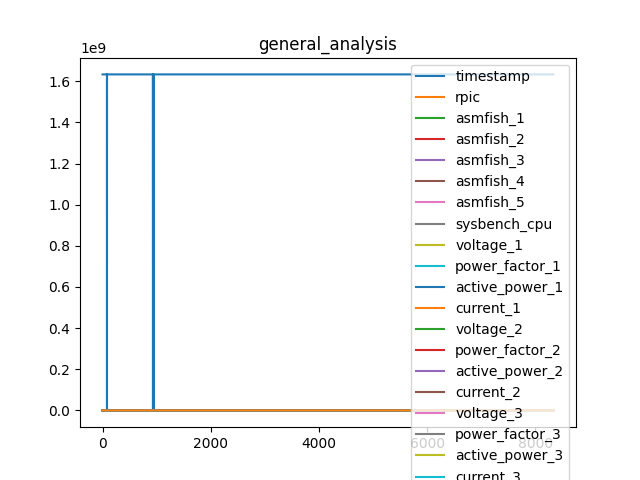 general_analysis
1e9
1.6
1.4
1.2
1.0
0.8
0.6
0.4
0.2
0.0
0
2000
4000
6000
8000
timestamp
rpic
asmfish_1
asmfish_2
asmfish_3
asmfish_4
asmfish_5
sysbench_cpu
voltage_1
power_factor_1
active_power_1
current_1
voltage_2
power_factor_2
active_power_2
current_2
voltage_3
power_factor_3
active_power_3
current_3